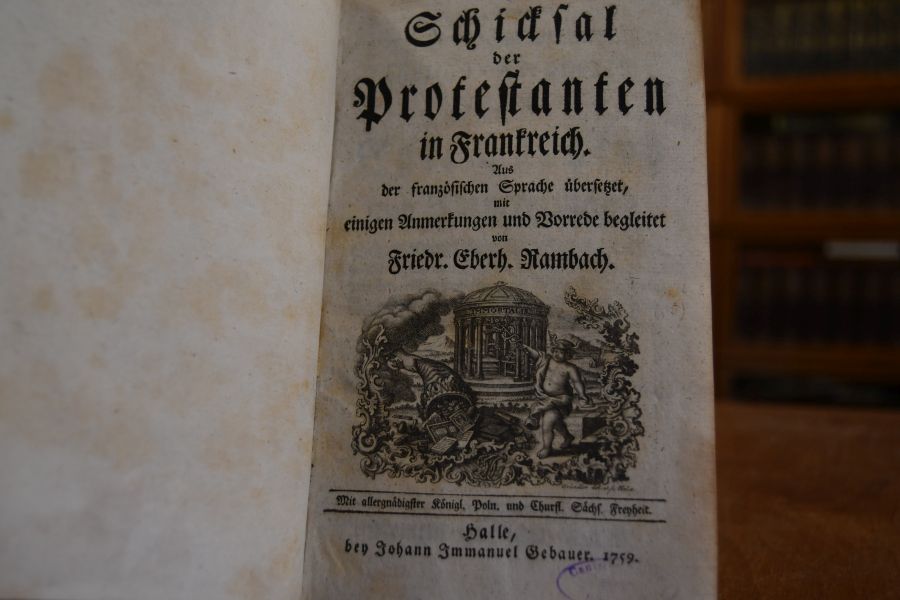 Schicksal
der
Protestanten
in Frankreich.
Aus
der französischen Sprache übersetzet,
mit
einigen Anmerkungen und Vorrede begleitet
von
Friedr. Eberh. Rambach.
IMMORTALIT
Mit allergnädigster Königl. Poln. und Churfl. Sächs. Freyheit.
Halle,
bey Johann Immanuel Gebauer. 1759.